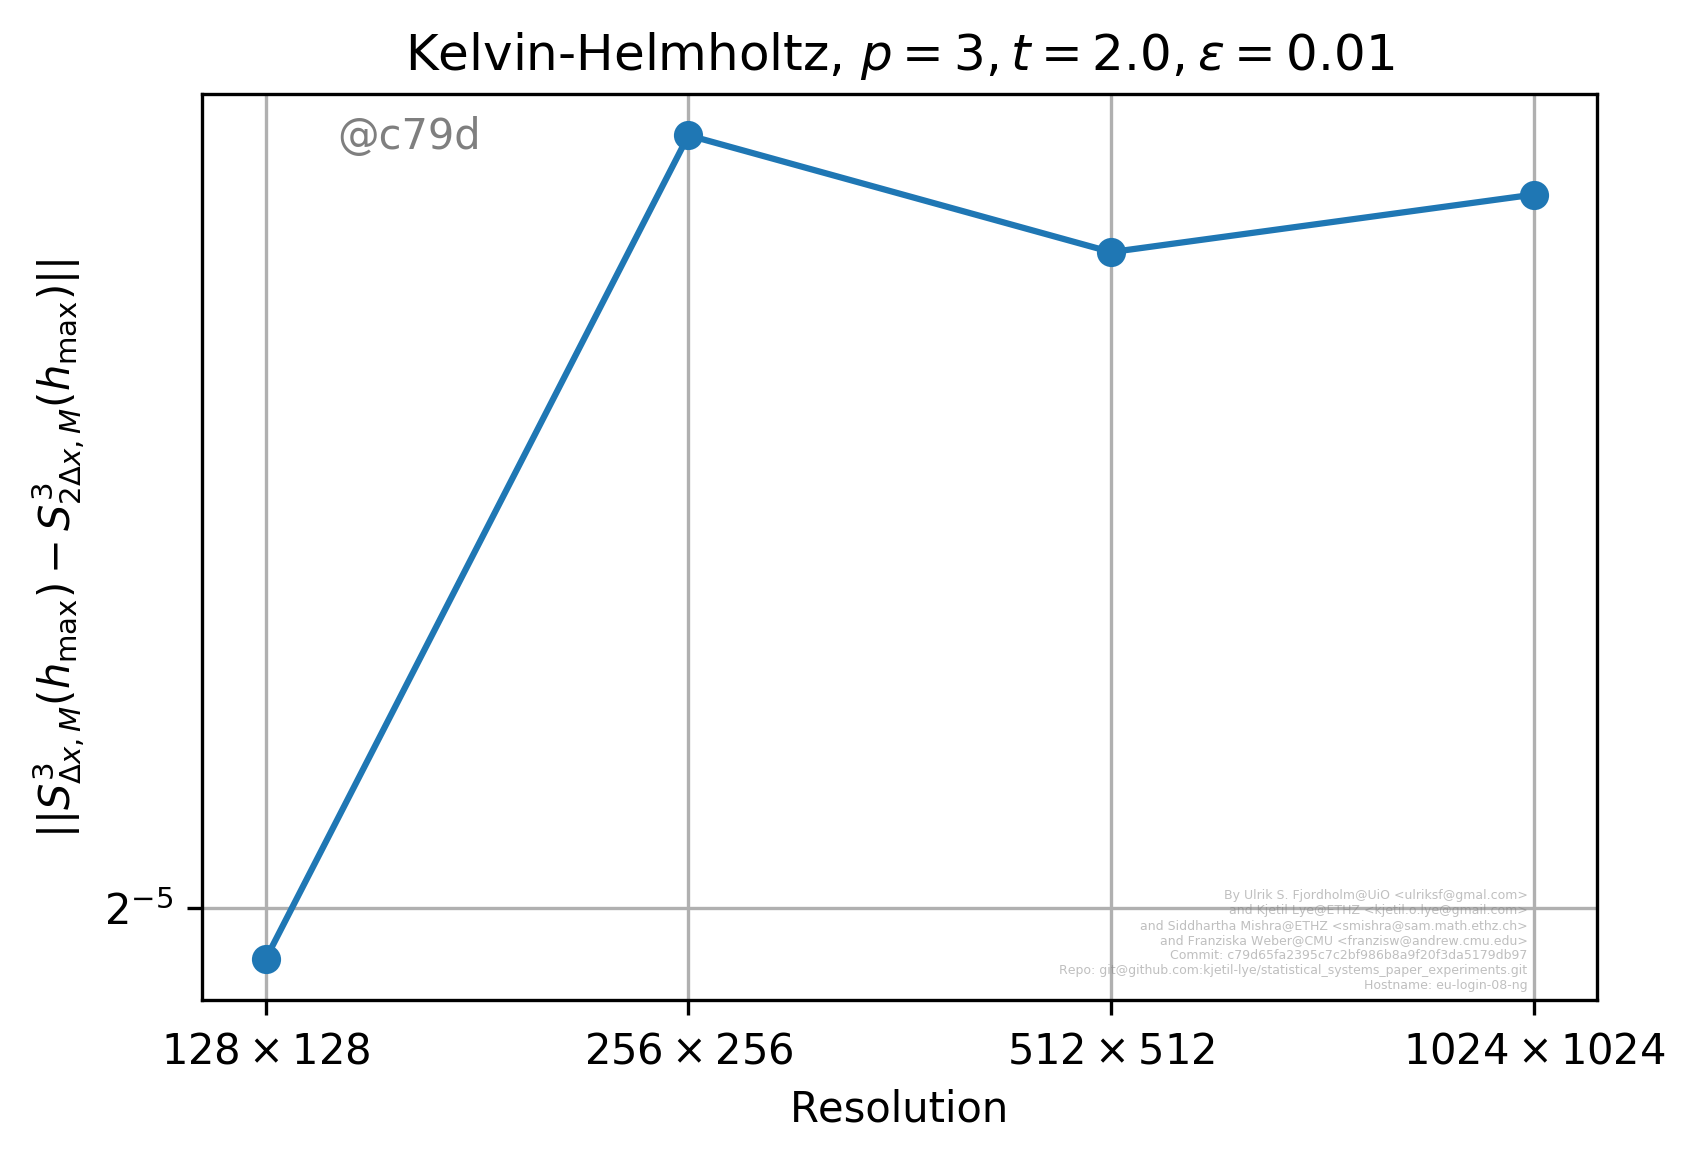 Kelvin-Helmholtz, p = 3, t = 2.0, ε = 0.01
@c79d
||S³_{Δx,M}(h_max) − S³_{2Δx,M}(h_max)||
2⁻⁵
By Ulrik S. Fjordholm@UiO <ulriksf@gmal.com>
and Kjetil Lye@ETHZ <kjetil.o.lye@gmail.com>
and Siddhartha Mishra@ETHZ <smishra@sam.math.ethz.ch>
and Franziska Weber@CMU <franzisw@andrew.cmu.edu>
Commit: c79d65fa2395c7c2bf986b8a9f20f3da5179db97
Repo: git@github.com:kjetil-lye/statistical_systems_paper_experiments.git
Hostname: eu-login-08-ng
128 × 128 256 × 256 512 × 512 1024 × 1024
Resolution